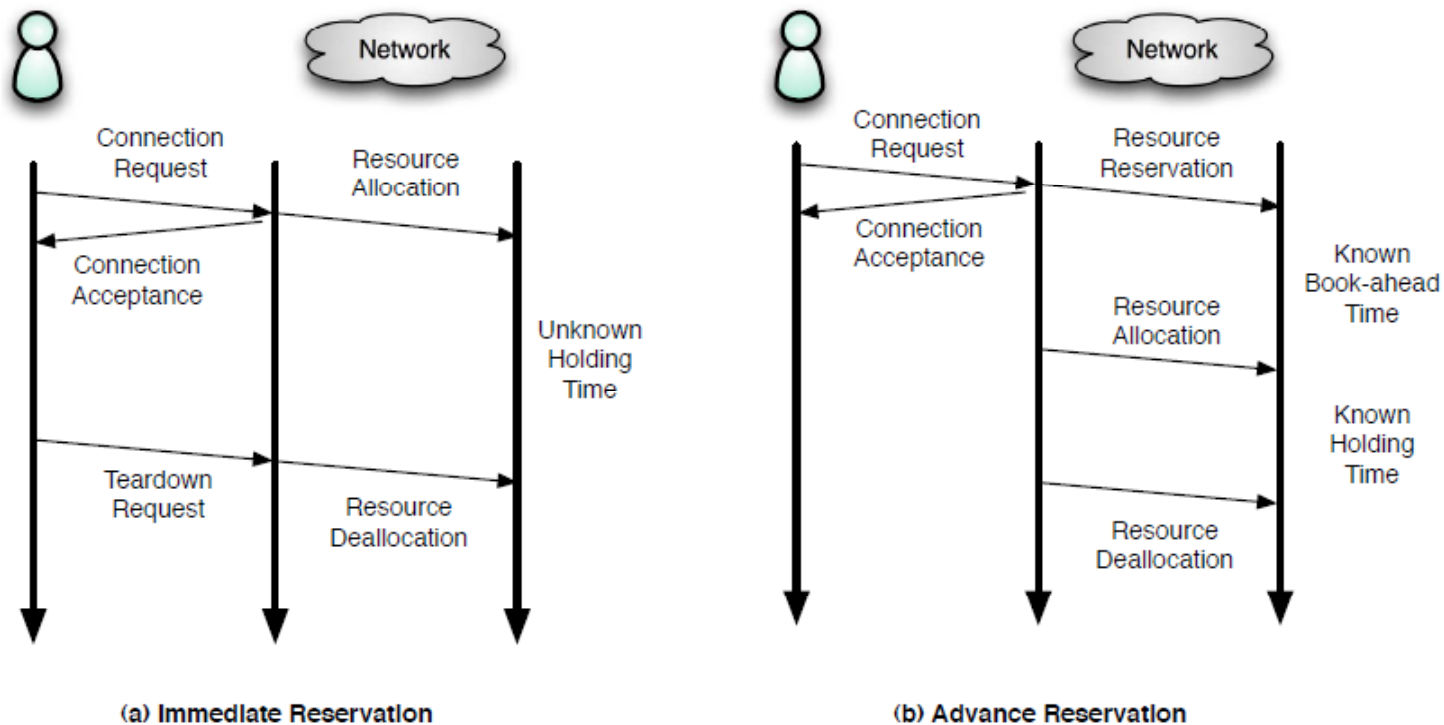 Network
Connection
Request
Resource
Allocation
Connection
Acceptance
Unknown
Holding
Time
Teardown
Request
Resource
Deallocation
(a) Immediate Reservation
Network
Connection
Request
Resource
Reservation
Connection
Acceptance
Known
Book-ahead
Time
Resource
Allocation
Known
Holding
Time
Resource
Deallocation
(b) Advance Reservation